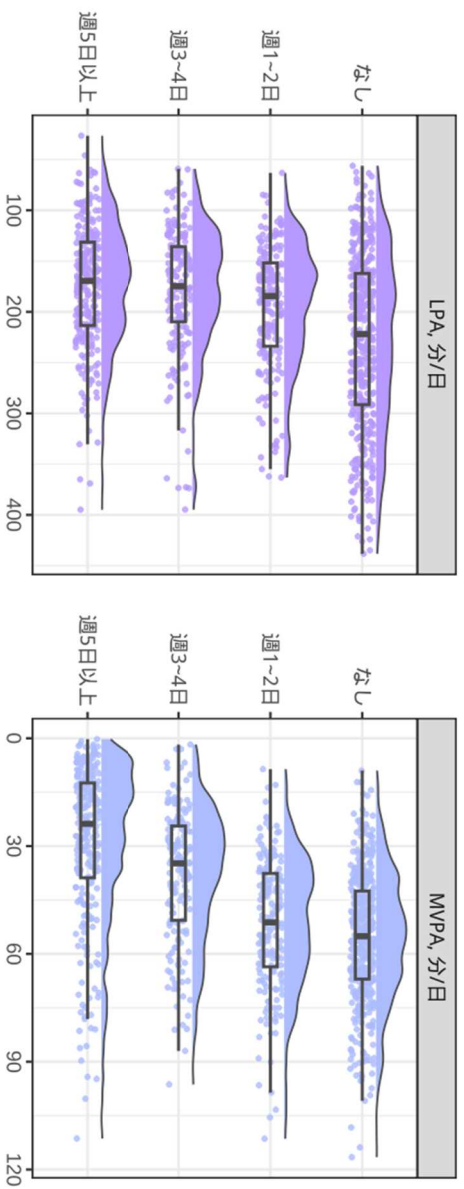 LPA, 分/日
なし
週1~2日
週3~4日
週5日以上
100
200
300
400
MVPA, 分/日
なし
週1~2日
週3~4日
週5日以上
0
30
60
90
120